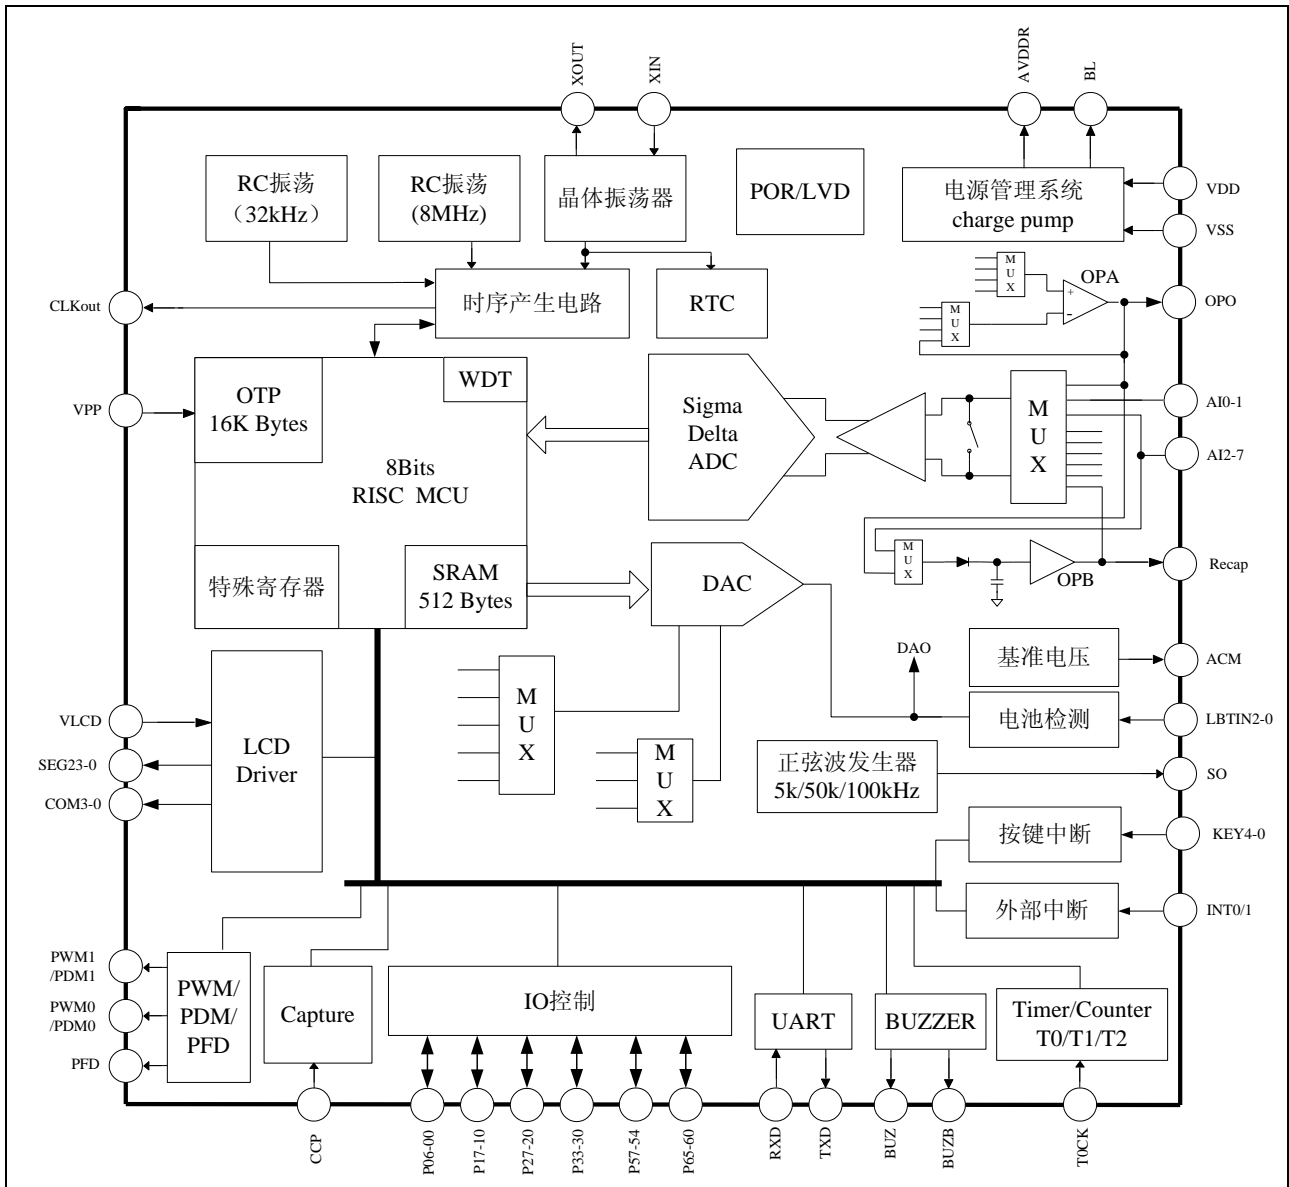 XOUT
XIN
AVDDR
BL
RC振荡
（32kHz）
RC振荡
(8MHz)
晶体振荡器
POR/LVD
电源管理系统
charge pump
VDD
VSS
CLKout
时序产生电路
RTC
M
U
X
M
U
X
+
-
OPA
OPO
VPP
OTP
16K Bytes
WDT
8Bits
RISC MCU
Sigma
Delta
ADC
M
U
X
AI0-1
AI2-7
特殊寄存器
SRAM
512 Bytes
DAC
M
U
X
OPB
Recap
DAO
基准电压
ACM
电池检测
LBTIN2-0
VLCD
SEG23-0
COM3-0
LCD
Driver
M
U
X
M
U
X
正弦波发生器
5k/50k/100kHz
SO
按键中断
KEY4-0
外部中断
INT0/1
PWM1
/PDM1
PWM0
/PDM0
PFD
PWM/
PDM/
PFD
Capture
IO控制
UART
BUZZER
Timer/Counter
T0/T1/T2
CCP
P06-00
P17-10
P27-20
P33-30
P57-54
P65-60
RXD
TXD
BUZ
BUZB
T0CK